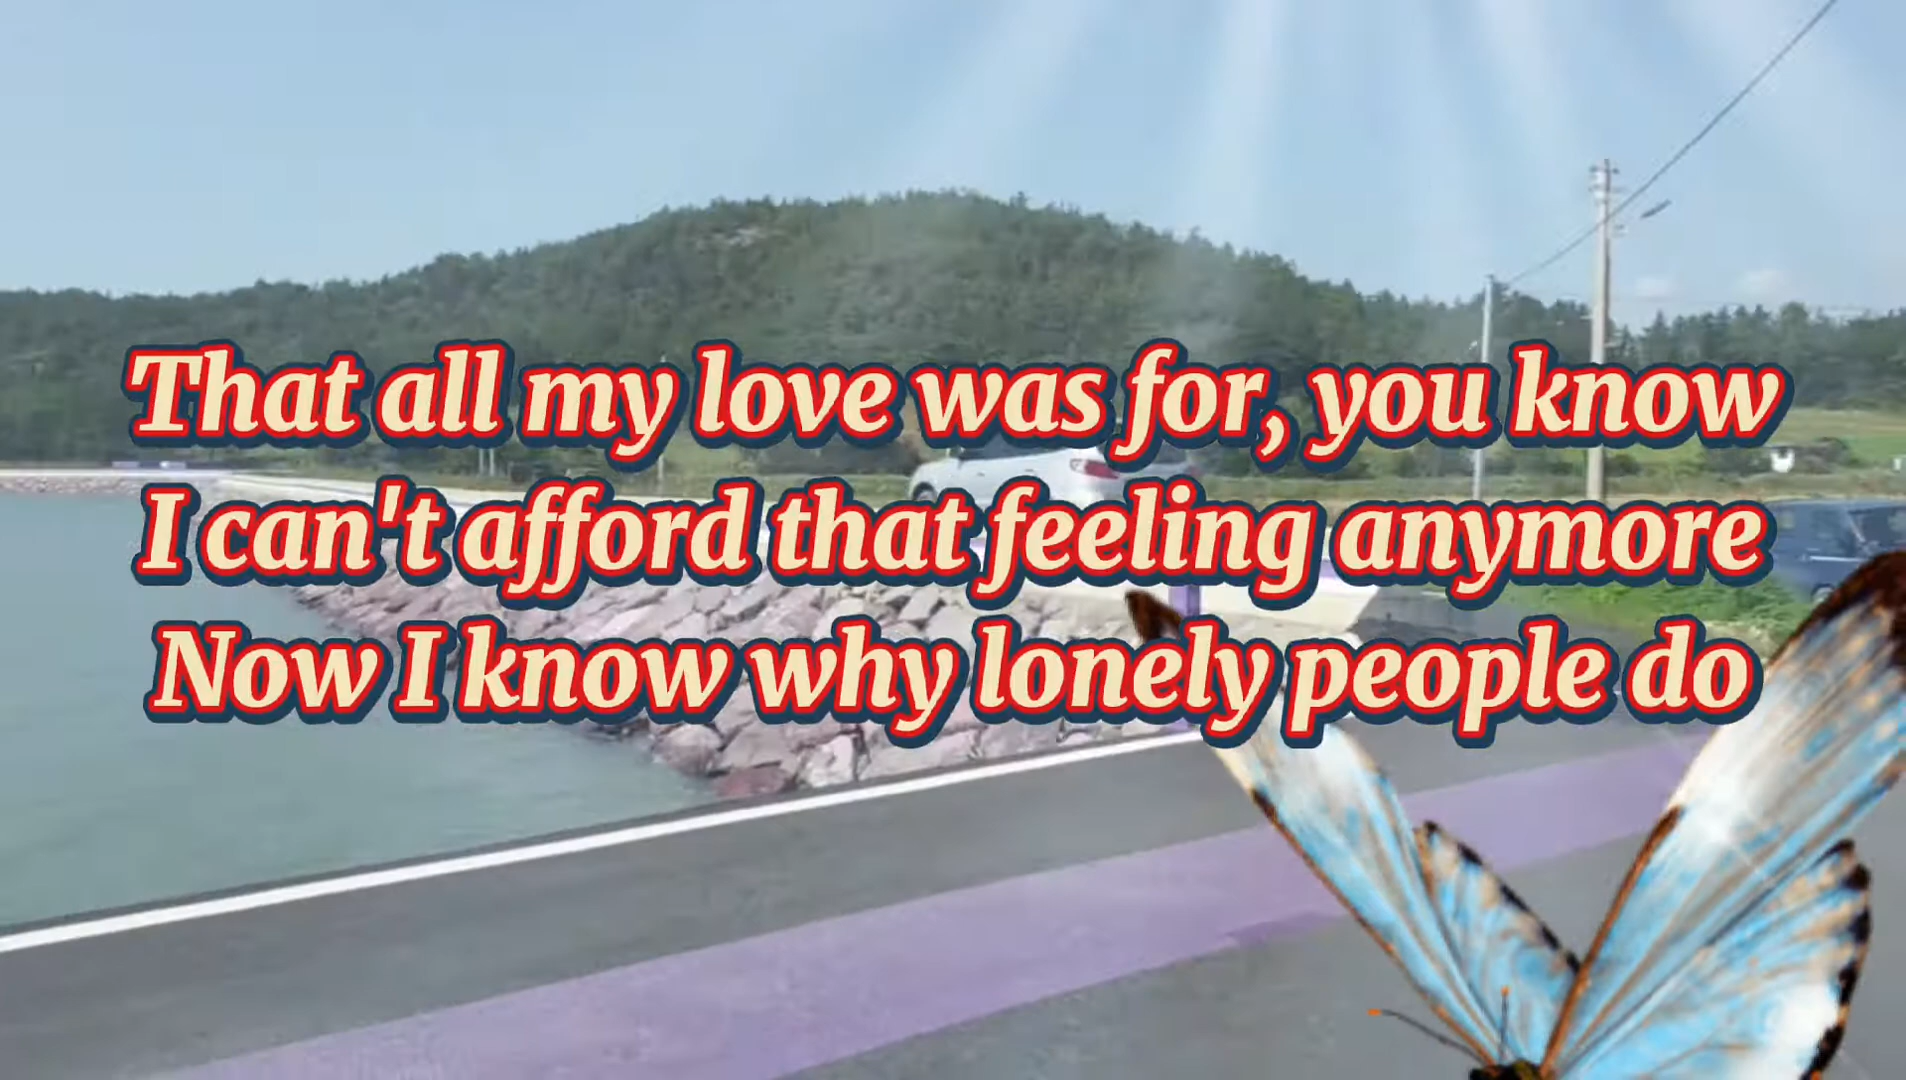 That all my love was for, you know
I can't afford that feeling anymore
Now I know why lonely people do